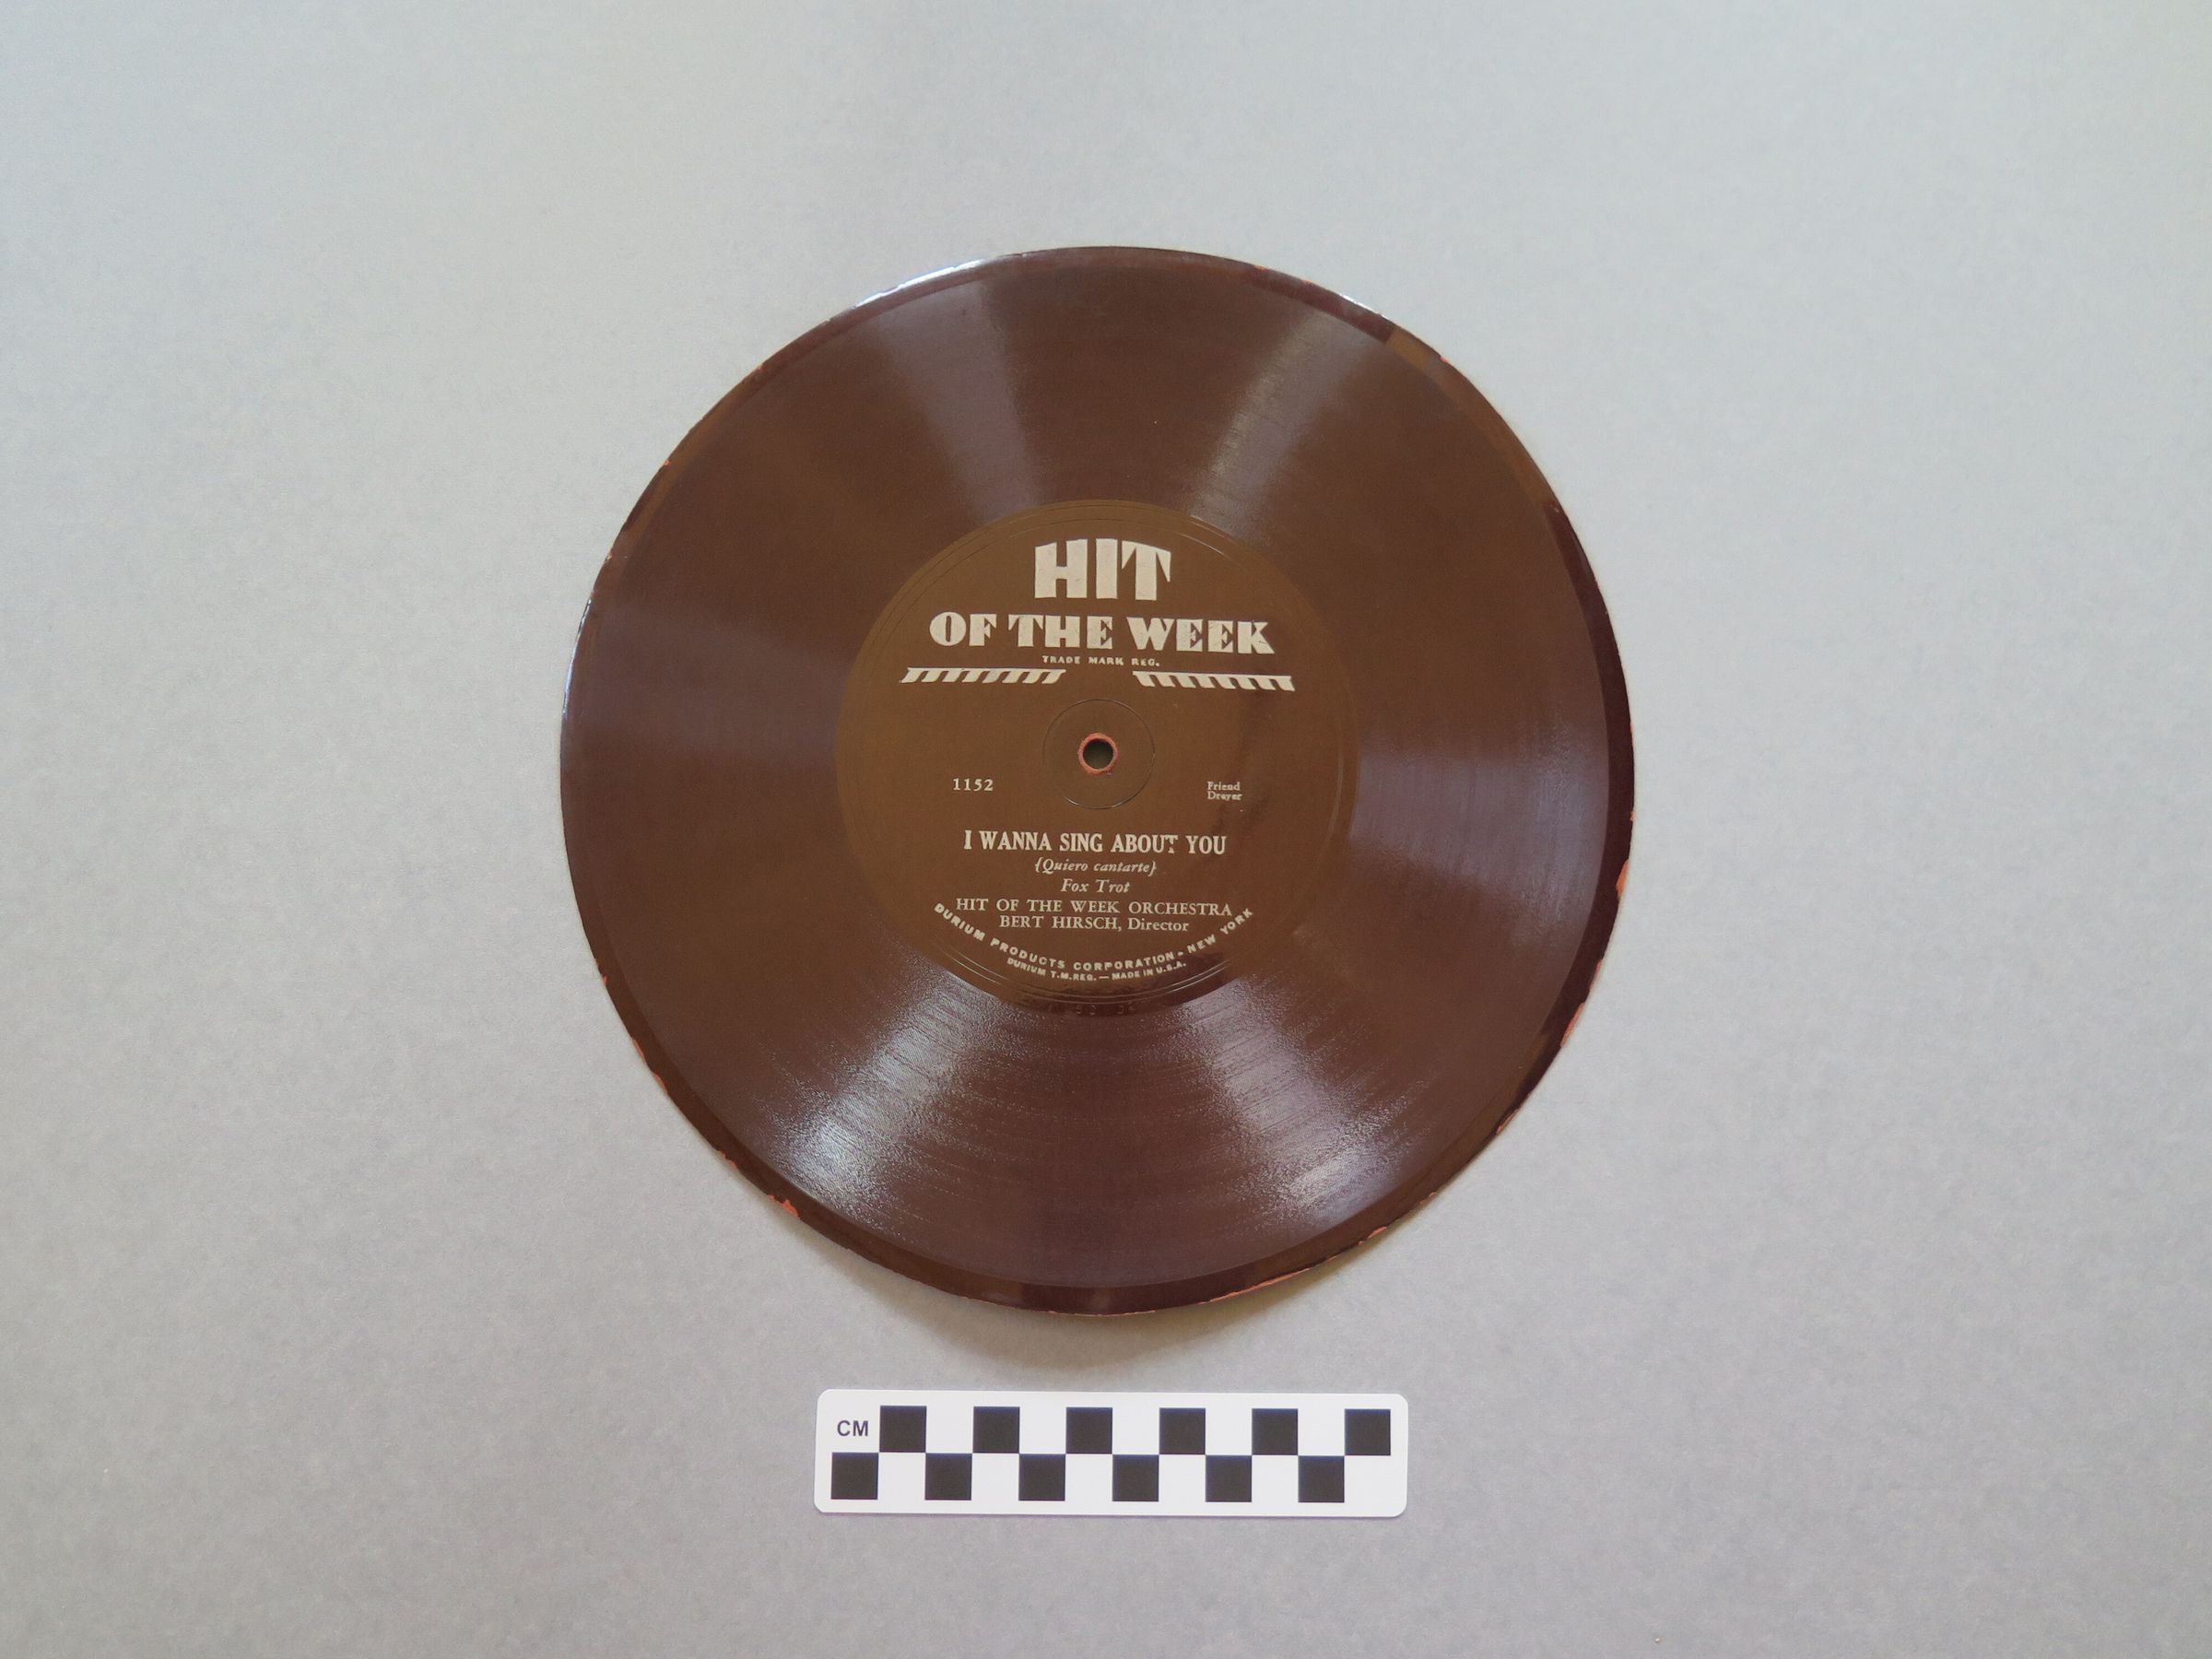 HIT
OF THE WEEK
TRADE MARK REG.
1152
Friend
Dreyer
I WANNA SING ABOUT YOU
{Quiero cantarte}
Fox Trot
HIT OF THE WEEK ORCHESTRA
BERT HIRSCH, Director
DURIUM PRODUCTS CORPORATION - NEW YORK
DURIUM T.M.REG. — MADE IN U.S.A.
CM